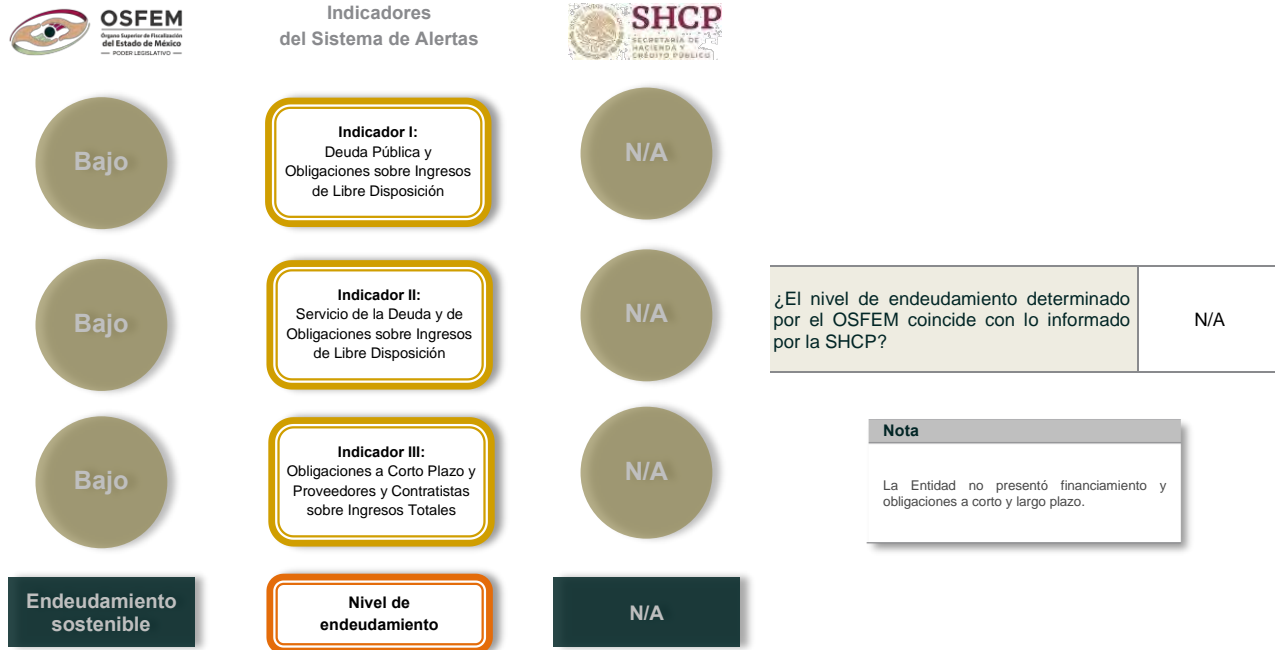 OSFEM
Órgano Superior de Fiscalización
del Estado de México
PODER LEGISLATIVO
Indicadores
del Sistema de Alertas
SHCP
SECRETARÍA DE
HACIENDA Y
CRÉDITO PÚBLICO
Bajo
Indicador I:
Deuda Pública y
Obligaciones sobre Ingresos
de Libre Disposición
N/A
Bajo
Indicador II:
Servicio de la Deuda y de
Obligaciones sobre Ingresos
de Libre Disposición
N/A
¿El nivel de endeudamiento determinado
por el OSFEM coincide con lo informado
por la SHCP?
N/A
Bajo
Indicador III:
Obligaciones a Corto Plazo y
Proveedores y Contratistas
sobre Ingresos Totales
N/A
Nota
La Entidad no presentó financiamiento y
obligaciones a corto y largo plazo.
Endeudamiento
sostenible
Nivel de
endeudamiento
N/A